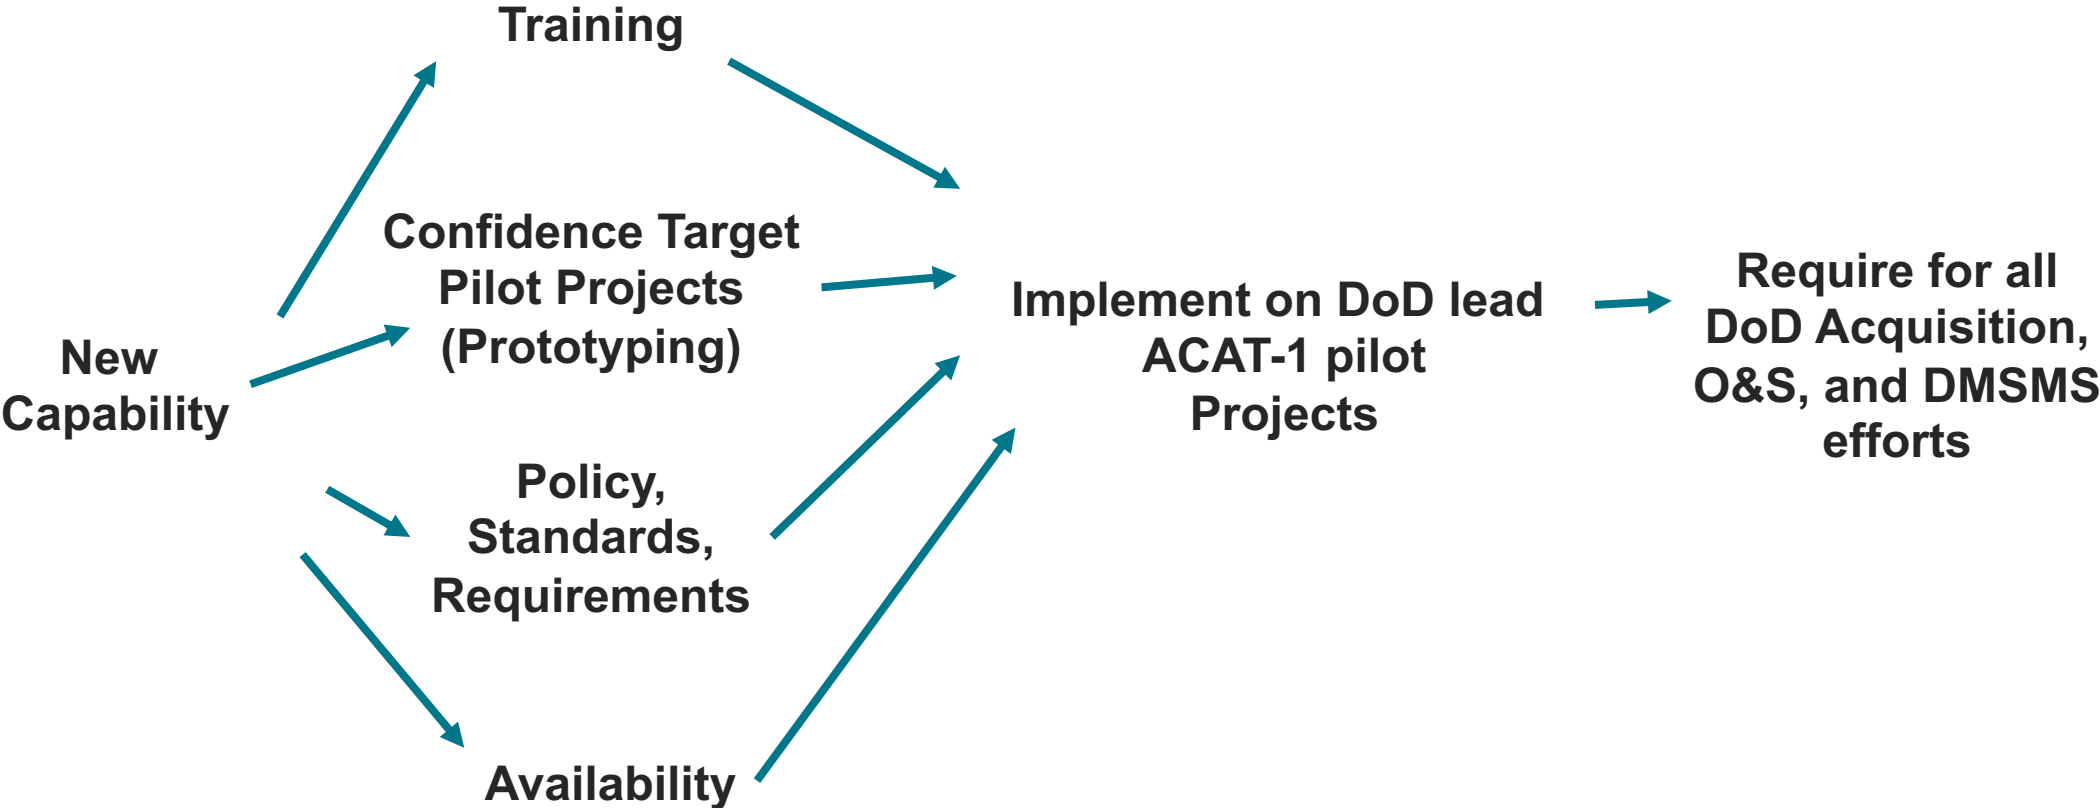 Training
Confidence Target
Pilot Projects
(Prototyping)
New
Capability
Policy,
Standards,
Requirements
Availability
Implement on DoD lead
ACAT-1 pilot
Projects
Require for all
DoD Acquisition,
O&S, and DMSMS
efforts